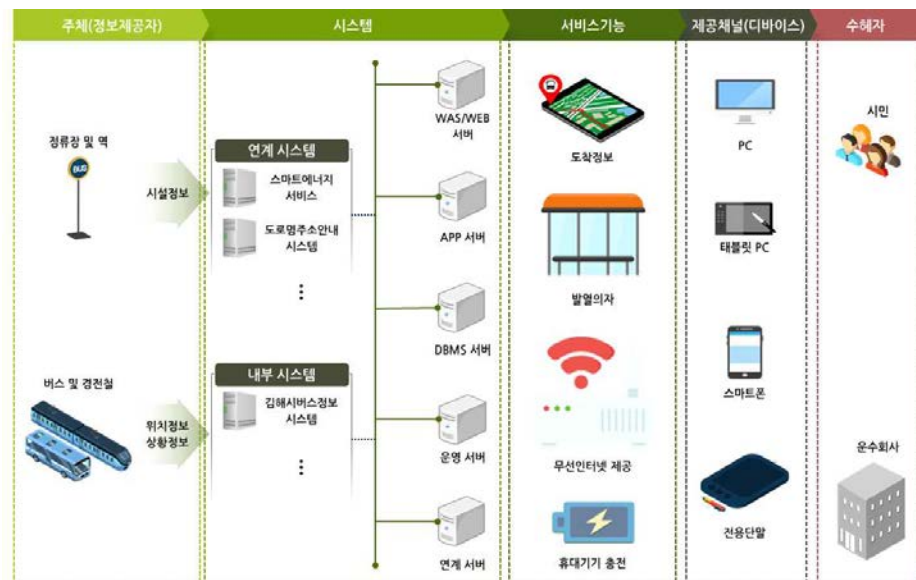 주체(정보제공자)
시스템
서비스기능
제공채널(디바이스)
수혜자
정류장 및 역
BUS
시설정보
버스 및 경전철
위치정보
상황정보
연계 시스템
스마트에너지
서비스
도로명주소안내
시스템
내부 시스템
김해시버스정보
시스템
WAS/WEB
서버
APP 서버
DBMS 서버
운영 서버
연계 서버
도착정보
발열의자
무선인터넷 제공
휴대기기 충전
PC
태블릿 PC
스마트폰
전용단말
시민
운수회사